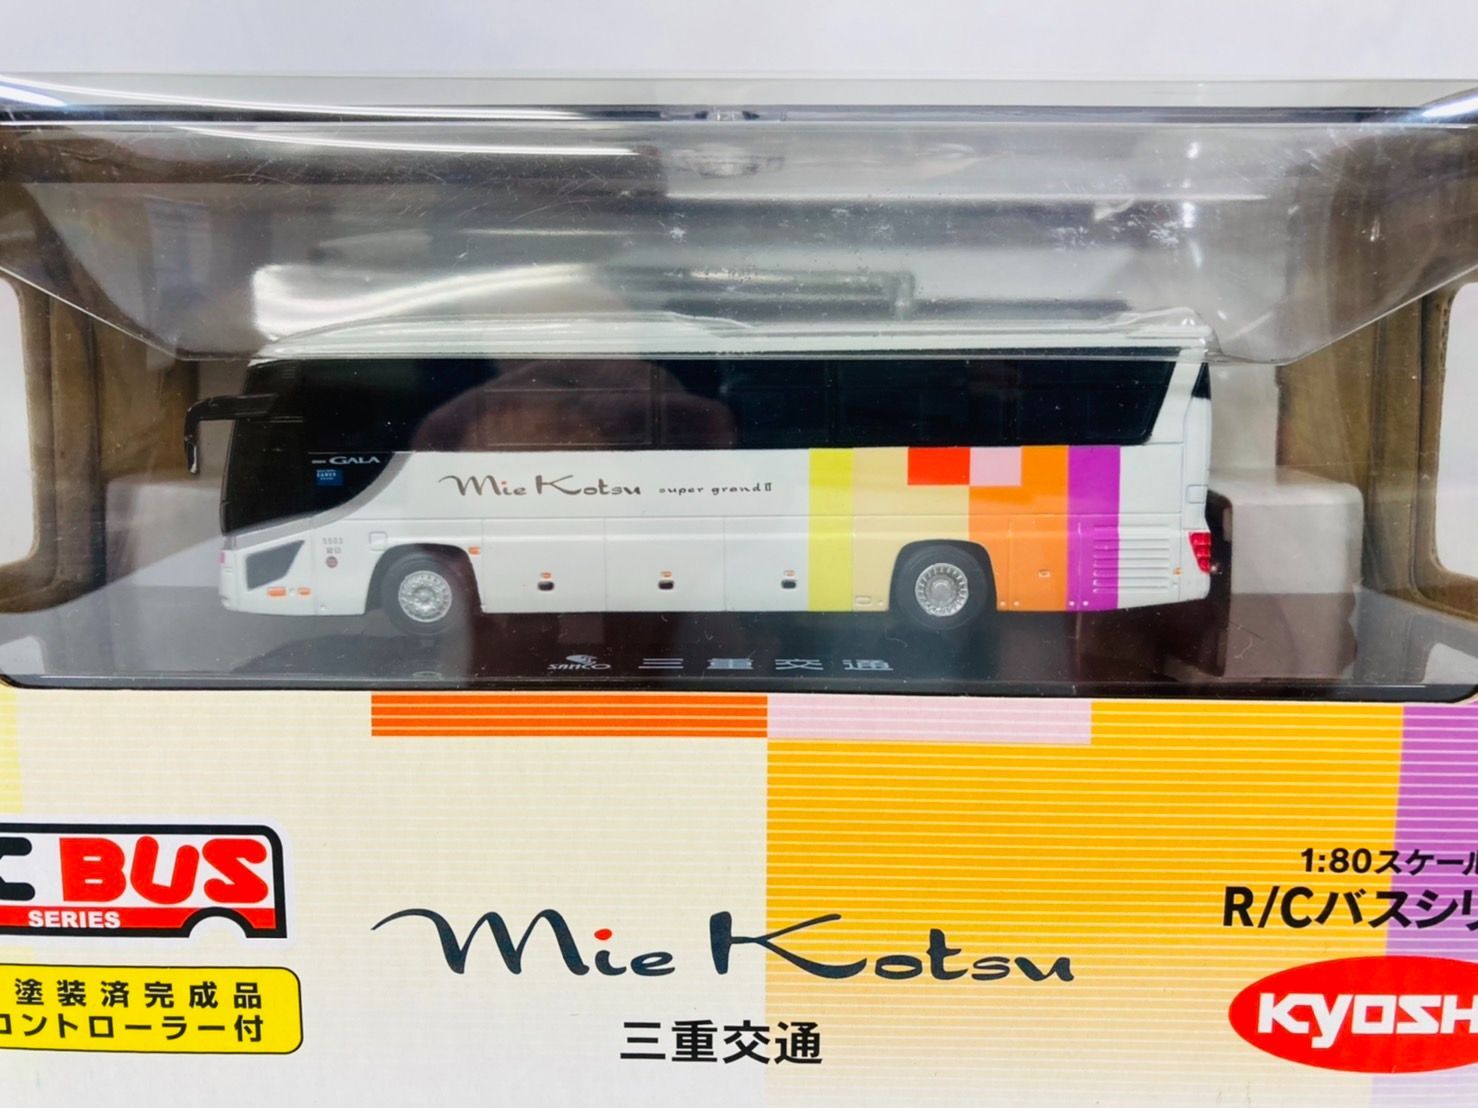 GALA
Mie Kotsu super grand II
5503
SANCO 三重交通
C BUS
SERIES
塗装済完成品
コントローラー付
Mie Kotsu
三重交通
1:80スケール
R/Cバスシリ
KYOSH